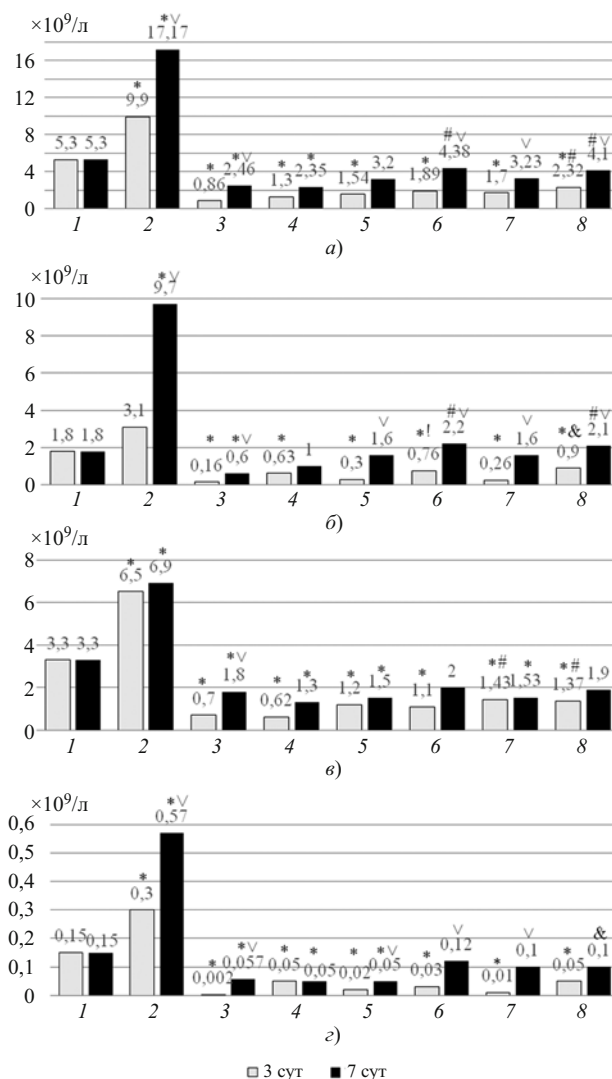 ×10⁹/л
*∨
17,17
16
*
9,9
12
#∨ #∨
5,3 5,3 *∨ ∨ 4,38 ∨ *# 4,1
8
* 2,46 * * * 3,2 * * 3,23 2,32
4
0,86 1,3 2,35 1,54 1,89 1,7
0
1 2 3 4 5 6 7 8
а)
×10⁹/л
*∨
9,7
10
8
6
4
3,1 #∨ #∨
1,8 1,8 ∨ *! 2,2 ∨ *& 2,1
2
* *∨ * 1 * 1,6 0,76 * 1,6 0,9
0,16 0,6 0,63 0,3 0,26
0
1 2 3 4 5 6 7 8
б)
×10⁹/л
* *
6,5 6,9
8
6
3,3 3,3
4
*∨ * * * * 2 *# * *# 1,9
2
* 1,8 * 1,3 1,2 1,5 1,1 1,43 1,53 1,37
0,7 0,62
0
1 2 3 4 5 6 7 8
в)
×10⁹/л
*∨
0,57
0,6
0,5
0,4
*
0,3
0,3
0,2
0,15 0,15 ∨ ∨ &
*∨ * * *∨ * 0,12 * 0,1 * 0,1
0,1
* 0,057 0,05 0,05 0,02 0,05 0,03 0,01 0,05
0,002
0
1 2 3 4 5 6 7 8
г)
3 сут 7 сут